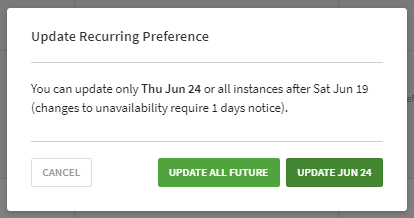 Update Recurring Preference
You can update only Thu Jun 24 or all instances after Sat Jun 19
(changes to unavailability require 1 days notice).
CANCEL
UPDATE ALL FUTURE
UPDATE JUN 24